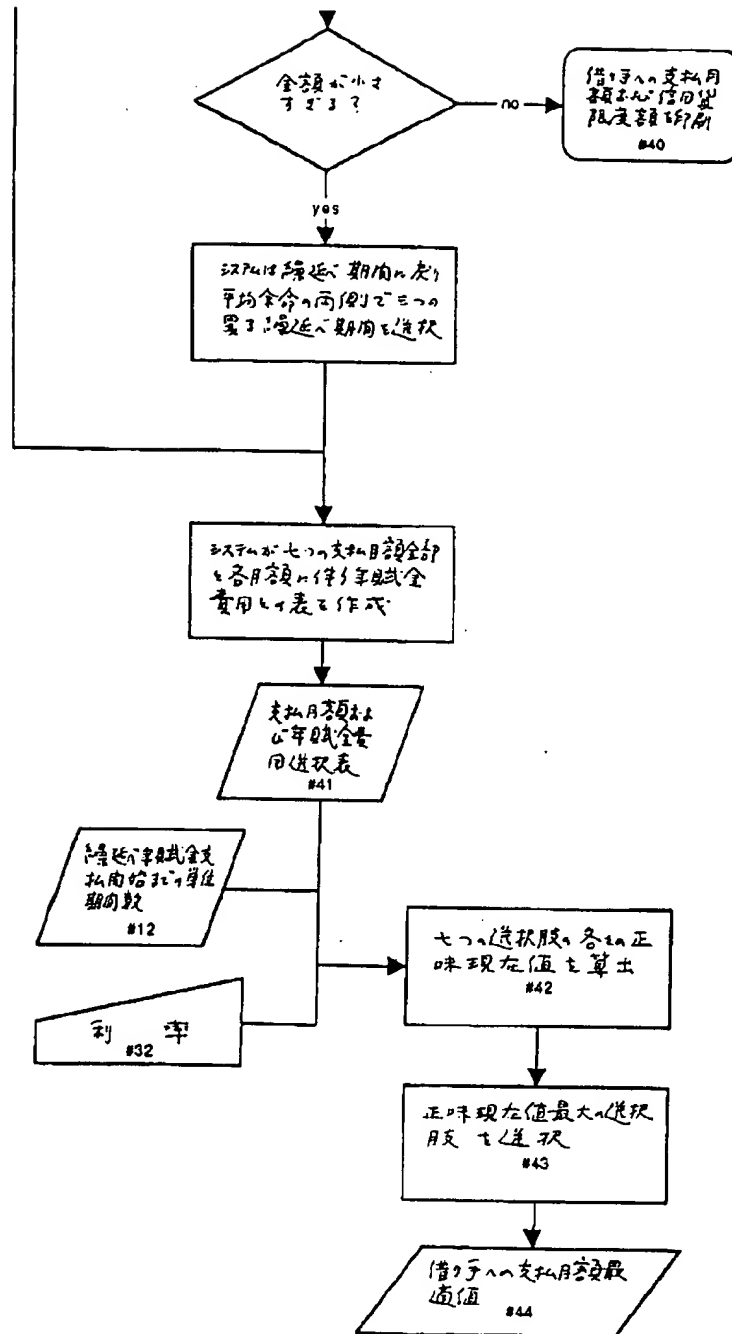 金額が小さ
すぎる?
no
借り手への支払月
額および信用貸
限度額を印刷
#40
yes
システムは繰延べ期間に戻り
平均余命の両側で三つの
異る繰延べ期間を選択
システムが七つの支払月額全部
と各月額に伴う年賦金
費用との表を作成
支払月額およ
び年賦金費
用選択表
#41
繰延べ年賦金支
払開始までの単位
期間数
#12
利 率
#32
七つの選択肢の各々の正
味現在値を算出
#42
正味現在値最大の選択
肢を選択
#43
借り手への支払月額最
適値
#44